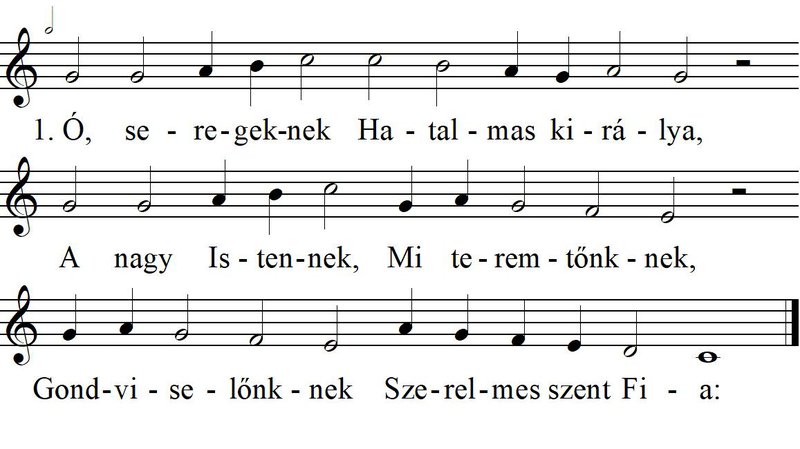 1. Ó, se - re - gek - nek Ha - tal - mas ki - rá - lya,
A nagy Is - ten - nek, Mi te - rem - tőnk - nek,
Gond - vi - se - lőnk - nek Sze - rel - mes szent Fi - a: